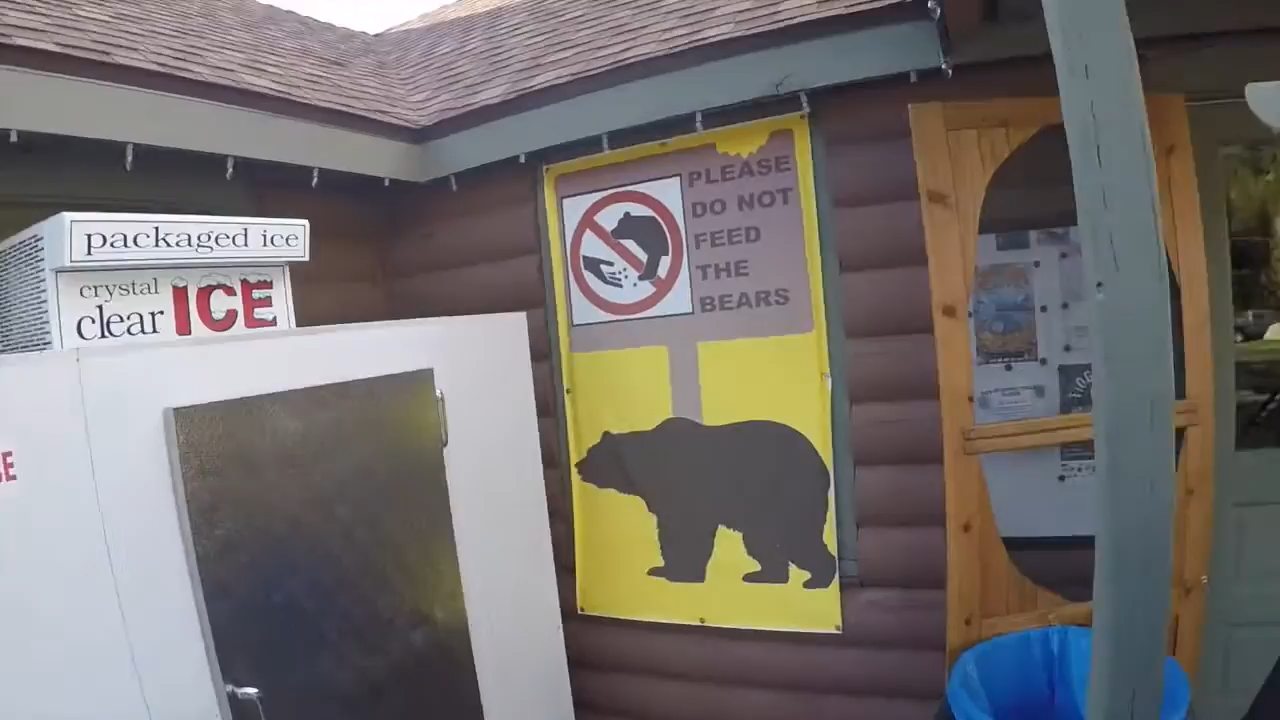 packaged ice
crystal
clear ICE
PLEASE
DO NOT
FEED
THE
BEARS